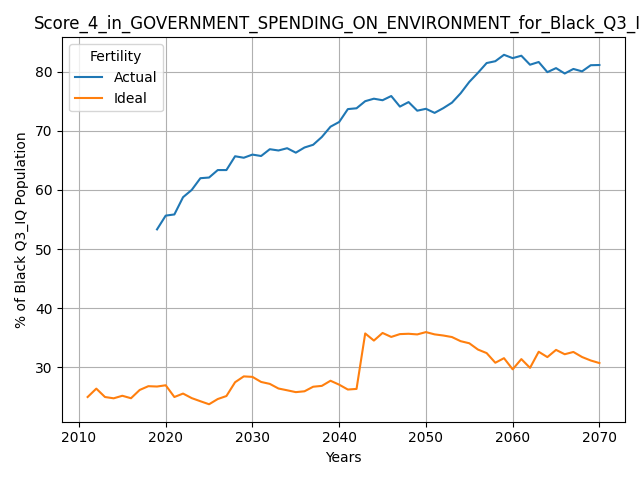 Score_4_in_GOVERNMENT_SPENDING_ON_ENVIRONMENT_for_Black_Q3_I
Fertility
Actual
Ideal
% of Black Q3_IQ Population
80
70
60
50
40
30
2010 2020 2030 2040 2050 2060 2070
Years